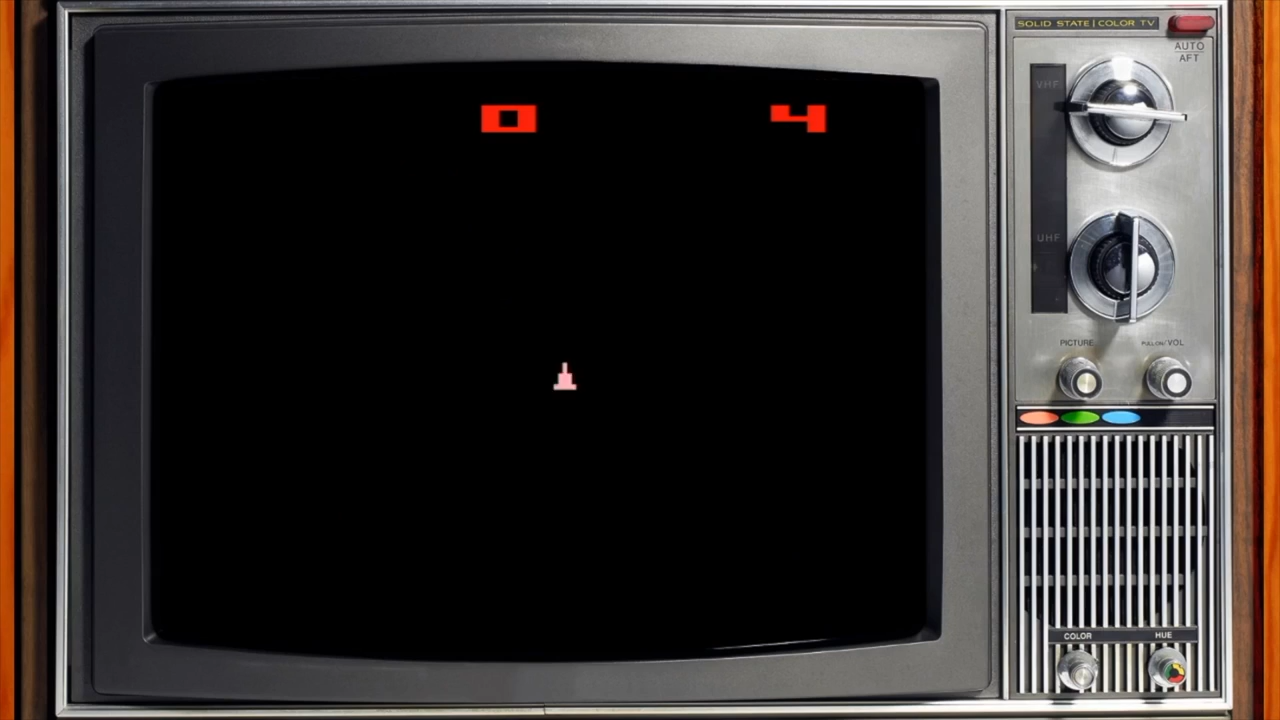 SOLID STATE | COLOR TV
AUTO
AFT
0 4
VHF
UHF
PICTURE
PULL-ON/VOL
COLOR
HUE